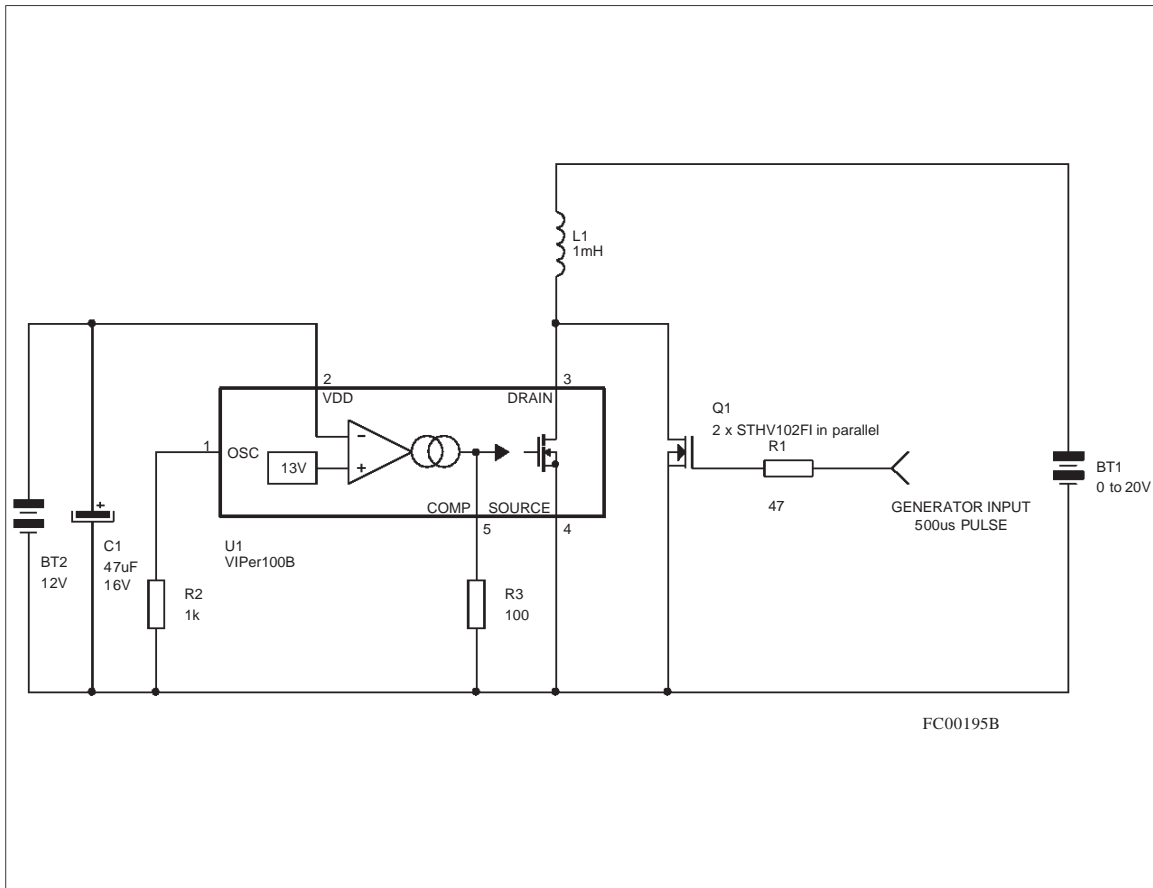 L1
1mH
2
VDD
3
DRAIN
Q1
2 x STHV102FI in parallel
R1
1
OSC
-
+
13V
47
GENERATOR INPUT
500us PULSE
BT1
0 to 20V
COMP
SOURCE
5
4
U1
VIPer100B
BT2
12V
+
C1
47uF
16V
R2
1k
R3
100
FC00195B